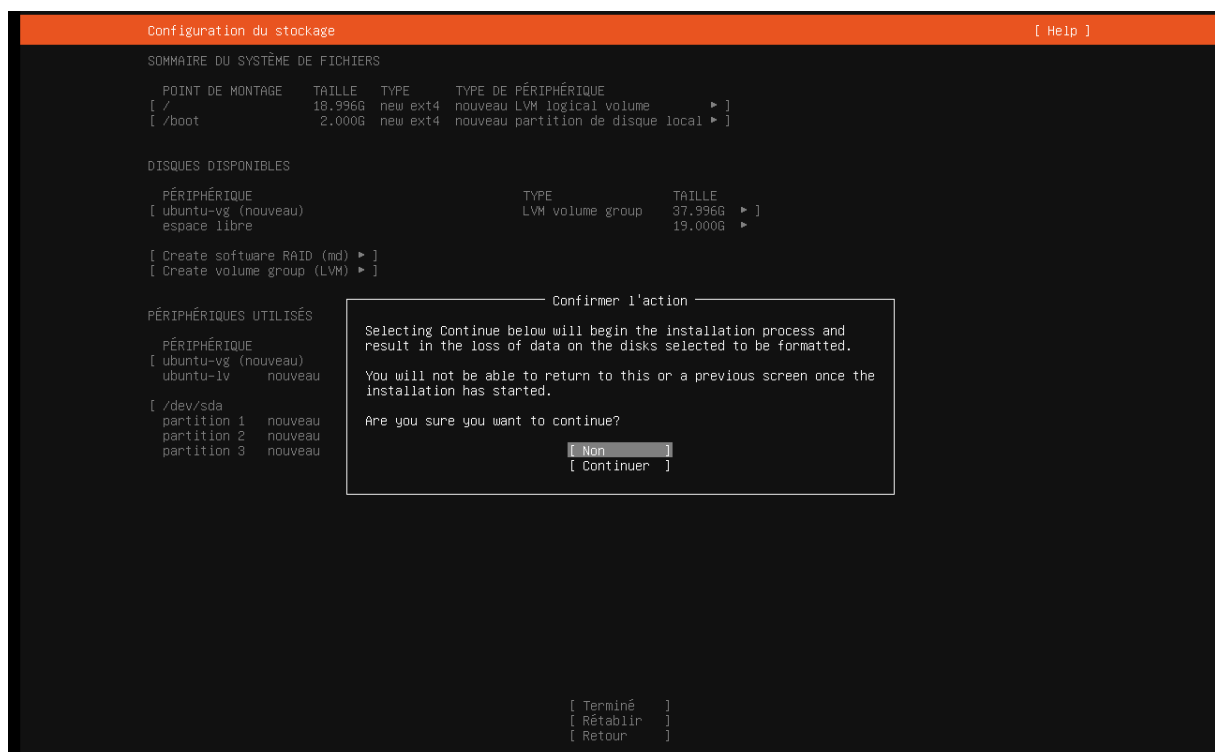 Configuration du stockage [ Help ]
SOMMAIRE DU SYSTÈME DE FICHIERS
POINT DE MONTAGE TAILLE TYPE TYPE DE PÉRIPHÉRIQUE
[ / 18.996G new ext4 nouveau LVM logical volume ► ]
[ /boot 2.000G new ext4 nouveau partition de disque local ► ]
DISQUES DISPONIBLES
PÉRIPHÉRIQUE TYPE TAILLE
[ ubuntu-vg (nouveau) LVM volume group 37.996G ► ]
espace libre 19.000G ►
[ Create software RAID (md) ► ]
[ Create volume group (LVM) ► ]
PÉRIPHÉRIQUES UTILISÉS
PÉRIPHÉRIQUE
[ ubuntu-vg (nouveau)
ubuntu-lv nouveau
[ /dev/sda
partition 1 nouveau
partition 2 nouveau
partition 3 nouveau
Confirmer l'action
Selecting Continue below will begin the installation process and
result in the loss of data on the disks selected to be formatted.
You will not be able to return to this or a previous screen once the
installation has started.
Are you sure you want to continue?
[ Non ]
[ Continuer ]
[ Terminé ]
[ Rétablir ]
[ Retour ]